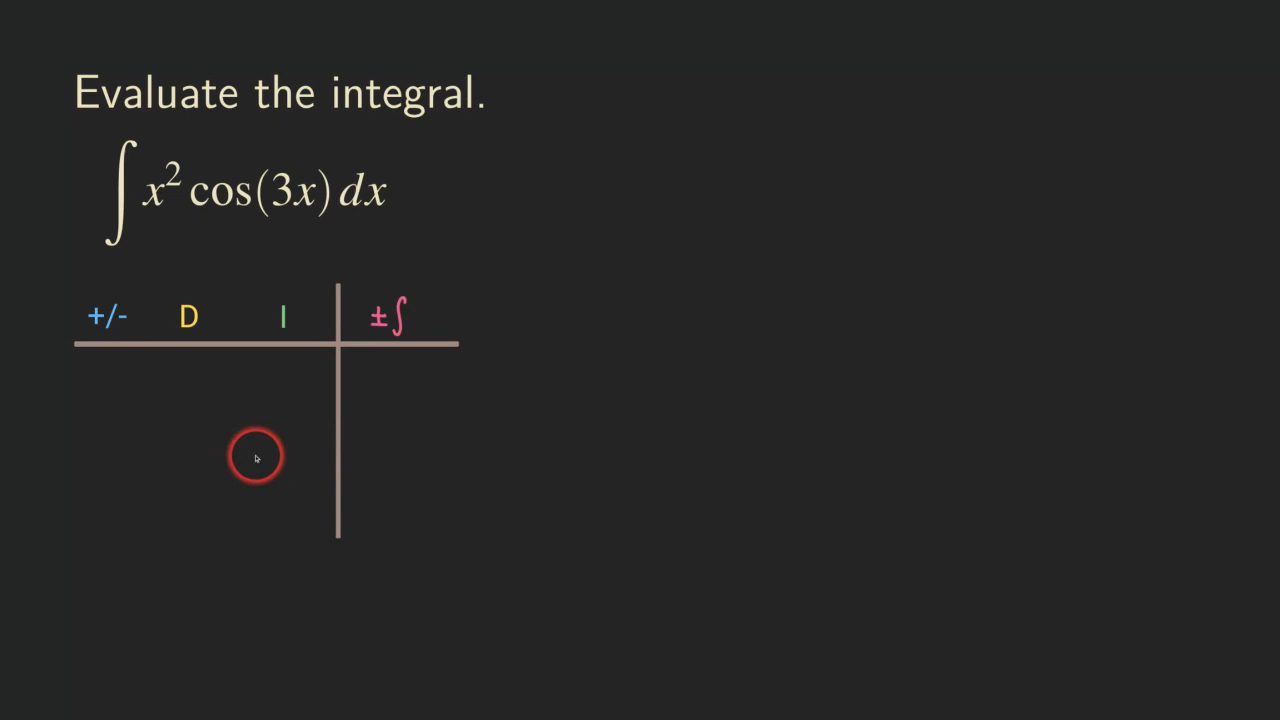 Evaluate the integral.
∫ x² cos(3x) dx
+/- D I ±∫